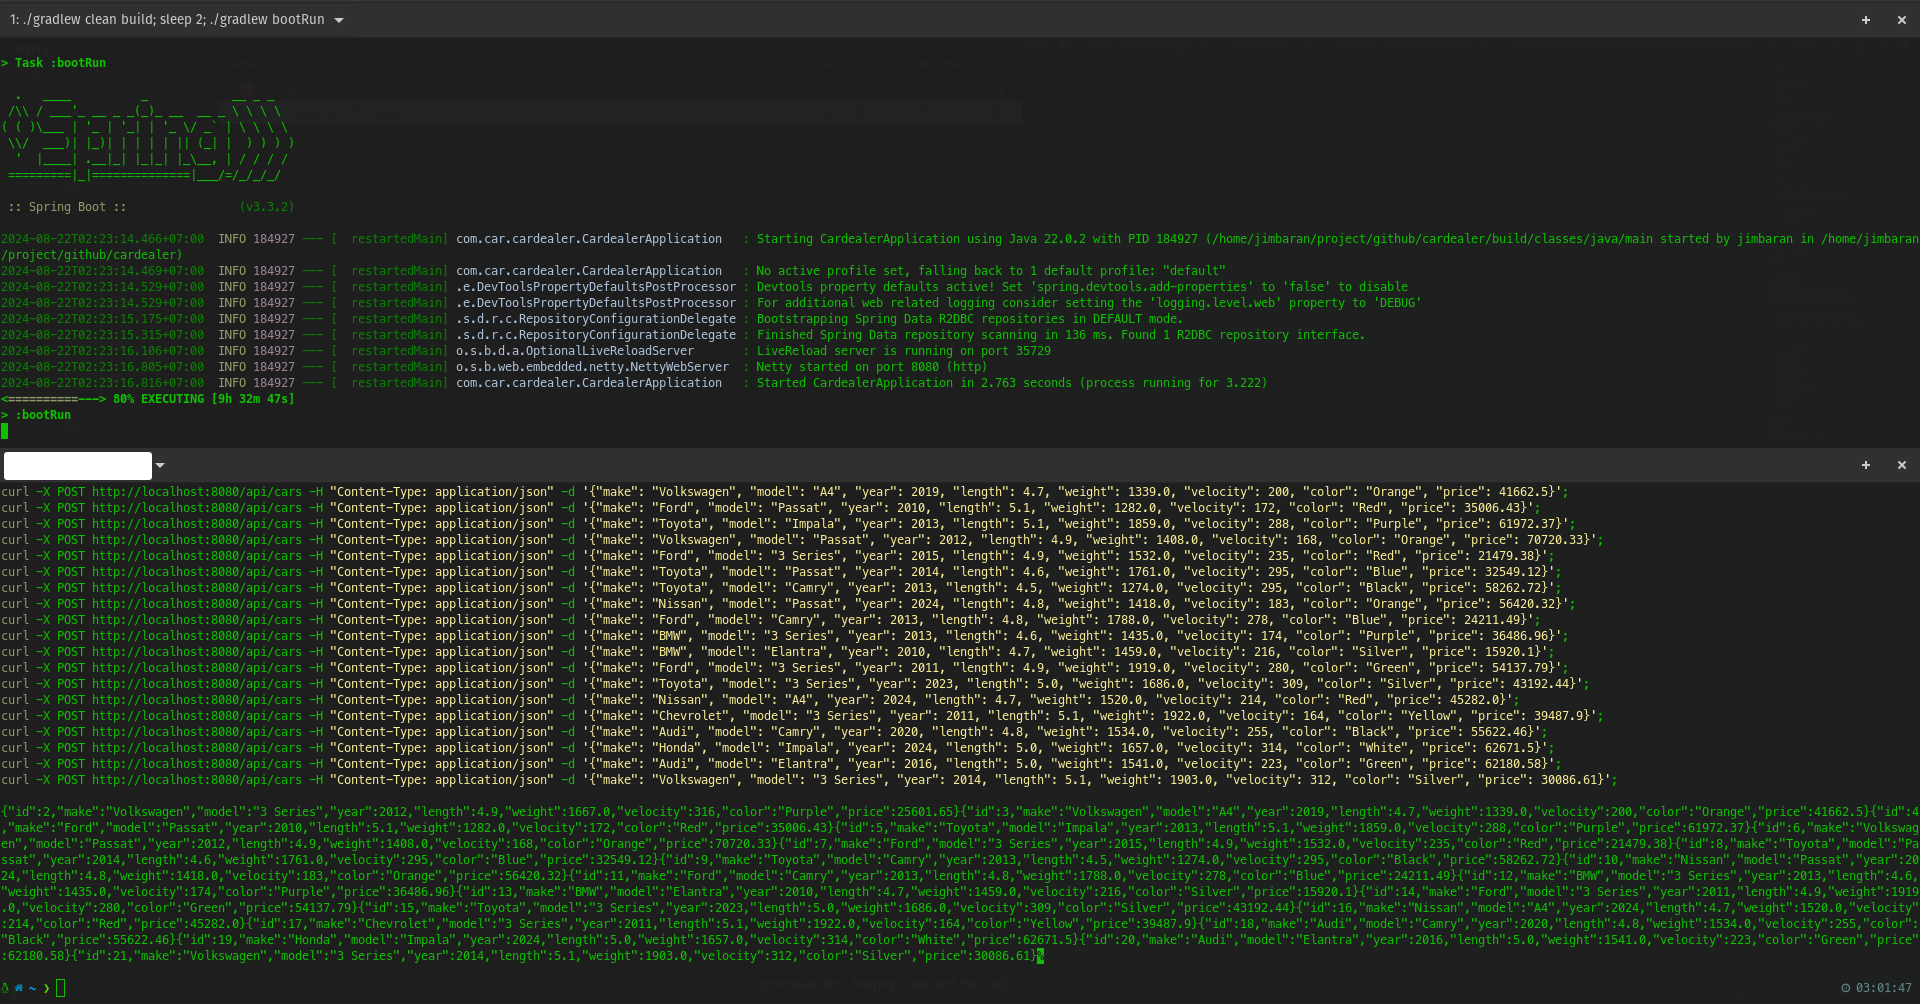 1: ./gradlew clean build; sleep 2; ./gradlew bootRun
> Task :bootRun
:: Spring Boot :: (v3.3.2)
2024-08-22T02:23:14.466+07:00 INFO 184927 --- [ restartedMain] com.car.cardealer.CardealerApplication : Starting CardealerApplication using Java 22.0.2 with PID 184927 (/home/jimbaran/project/github/cardealer/build/classes/java/main started by jimbaran in /home/jimbaran
/project/github/cardealer)
2024-08-22T02:23:14.469+07:00 INFO 184927 --- [ restartedMain] com.car.cardealer.CardealerApplication : No active profile set, falling back to 1 default profile: "default"
2024-08-22T02:23:14.529+07:00 INFO 184927 --- [ restartedMain] .e.DevToolsPropertyDefaultsPostProcessor : Devtools property defaults active! Set 'spring.devtools.add-properties' to 'false' to disable
2024-08-22T02:23:14.529+07:00 INFO 184927 --- [ restartedMain] .e.DevToolsPropertyDefaultsPostProcessor : For additional web related logging consider setting the 'logging.level.web' property to 'DEBUG'
2024-08-22T02:23:15.175+07:00 INFO 184927 --- [ restartedMain] .s.d.r.c.RepositoryConfigurationDelegate : Bootstrapping Spring Data R2DBC repositories in DEFAULT mode.
2024-08-22T02:23:15.315+07:00 INFO 184927 --- [ restartedMain] .s.d.r.c.RepositoryConfigurationDelegate : Finished Spring Data repository scanning in 136 ms. Found 1 R2DBC repository interface.
2024-08-22T02:23:16.106+07:00 INFO 184927 --- [ restartedMain] o.s.b.d.a.OptionalLiveReloadServer : LiveReload server is running on port 35729
2024-08-22T02:23:16.805+07:00 INFO 184927 --- [ restartedMain] o.s.b.web.embedded.netty.NettyWebServer : Netty started on port 8080 (http)
2024-08-22T02:23:16.816+07:00 INFO 184927 --- [ restartedMain] com.car.cardealer.CardealerApplication : Started CardealerApplication in 2.763 seconds (process running for 3.222)
<==========---> 80% EXECUTING [9h 32m 47s]
> :bootRun
curl -X POST http://localhost:8080/api/cars -H "Content-Type: application/json" -d '{"make": "Volkswagen", "model": "A4", "year": 2019, "length": 4.7, "weight": 1339.0, "velocity": 200, "color": "Orange", "price": 41662.5}';
curl -X POST http://localhost:8080/api/cars -H "Content-Type: application/json" -d '{"make": "Ford", "model": "Passat", "year": 2010, "length": 5.1, "weight": 1282.0, "velocity": 172, "color": "Red", "price": 35006.43}';
curl -X POST http://localhost:8080/api/cars -H "Content-Type: application/json" -d '{"make": "Toyota", "model": "Impala", "year": 2013, "length": 5.1, "weight": 1859.0, "velocity": 288, "color": "Purple", "price": 61972.37}';
curl -X POST http://localhost:8080/api/cars -H "Content-Type: application/json" -d '{"make": "Volkswagen", "model": "Passat", "year": 2012, "length": 4.9, "weight": 1408.0, "velocity": 168, "color": "Orange", "price": 70720.33}';
curl -X POST http://localhost:8080/api/cars -H "Content-Type: application/json" -d '{"make": "Ford", "model": "3 Series", "year": 2015, "length": 4.9, "weight": 1532.0, "velocity": 235, "color": "Red", "price": 21479.38}';
curl -X POST http://localhost:8080/api/cars -H "Content-Type: application/json" -d '{"make": "Toyota", "model": "Passat", "year": 2014, "length": 4.6, "weight": 1761.0, "velocity": 295, "color": "Blue", "price": 32549.12}';
curl -X POST http://localhost:8080/api/cars -H "Content-Type: application/json" -d '{"make": "Toyota", "model": "Camry", "year": 2013, "length": 4.5, "weight": 1274.0, "velocity": 295, "color": "Black", "price": 58262.72}';
curl -X POST http://localhost:8080/api/cars -H "Content-Type: application/json" -d '{"make": "Nissan", "model": "Passat", "year": 2024, "length": 4.8, "weight": 1418.0, "velocity": 183, "color": "Orange", "price": 56420.32}';
curl -X POST http://localhost:8080/api/cars -H "Content-Type: application/json" -d '{"make": "Ford", "model": "Camry", "year": 2013, "length": 4.8, "weight": 1788.0, "velocity": 278, "color": "Blue", "price": 24211.49}';
curl -X POST http://localhost:8080/api/cars -H "Content-Type: application/json" -d '{"make": "BMW", "model": "3 Series", "year": 2013, "length": 4.6, "weight": 1435.0, "velocity": 174, "color": "Purple", "price": 36486.96}';
curl -X POST http://localhost:8080/api/cars -H "Content-Type: application/json" -d '{"make": "BMW", "model": "Elantra", "year": 2010, "length": 4.7, "weight": 1459.0, "velocity": 216, "color": "Silver", "price": 15920.1}';
curl -X POST http://localhost:8080/api/cars -H "Content-Type: application/json" -d '{"make": "Ford", "model": "3 Series", "year": 2011, "length": 4.9, "weight": 1919.0, "velocity": 280, "color": "Green", "price": 54137.79}';
curl -X POST http://localhost:8080/api/cars -H "Content-Type: application/json" -d '{"make": "Toyota", "model": "3 Series", "year": 2023, "length": 5.0, "weight": 1686.0, "velocity": 309, "color": "Silver", "price": 43192.44}';
curl -X POST http://localhost:8080/api/cars -H "Content-Type: application/json" -d '{"make": "Nissan", "model": "A4", "year": 2024, "length": 4.7, "weight": 1520.0, "velocity": 214, "color": "Red", "price": 45282.0}';
curl -X POST http://localhost:8080/api/cars -H "Content-Type: application/json" -d '{"make": "Chevrolet", "model": "3 Series", "year": 2011, "length": 5.1, "weight": 1922.0, "velocity": 164, "color": "Yellow", "price": 39487.9}';
curl -X POST http://localhost:8080/api/cars -H "Content-Type: application/json" -d '{"make": "Audi", "model": "Camry", "year": 2020, "length": 4.8, "weight": 1534.0, "velocity": 255, "color": "Black", "price": 55622.46}';
curl -X POST http://localhost:8080/api/cars -H "Content-Type: application/json" -d '{"make": "Honda", "model": "Impala", "year": 2024, "length": 5.0, "weight": 1657.0, "velocity": 314, "color": "White", "price": 62671.5}';
curl -X POST http://localhost:8080/api/cars -H "Content-Type: application/json" -d '{"make": "Audi", "model": "Elantra", "year": 2016, "length": 5.0, "weight": 1541.0, "velocity": 223, "color": "Green", "price": 62180.58}';
curl -X POST http://localhost:8080/api/cars -H "Content-Type: application/json" -d '{"make": "Volkswagen", "model": "3 Series", "year": 2014, "length": 5.1, "weight": 1903.0, "velocity": 312, "color": "Silver", "price": 30086.61}';
{"id":2,"make":"Volkswagen","model":"3 Series","year":2012,"length":4.9,"weight":1667.0,"velocity":316,"color":"Purple","price":25601.65}{"id":3,"make":"Volkswagen","model":"A4","year":2019,"length":4.7,"weight":1339.0,"velocity":200,"color":"Orange","price":41662.5}{"id":4
,"make":"Ford","model":"Passat","year":2010,"length":5.1,"weight":1282.0,"velocity":172,"color":"Red","price":35006.43}{"id":5,"make":"Toyota","model":"Impala","year":2013,"length":5.1,"weight":1859.0,"velocity":288,"color":"Purple","price":61972.37}{"id":6,"make":"Volkswag
en","model":"Passat","year":2012,"length":4.9,"weight":1408.0,"velocity":168,"color":"Orange","price":70720.33}{"id":7,"make":"Ford","model":"3 Series","year":2015,"length":4.9,"weight":1532.0,"velocity":235,"color":"Red","price":21479.38}{"id":8,"make":"Toyota","model":"Pa
ssat","year":2014,"length":4.6,"weight":1761.0,"velocity":295,"color":"Blue","price":32549.12}{"id":9,"make":"Toyota","model":"Camry","year":2013,"length":4.5,"weight":1274.0,"velocity":295,"color":"Black","price":58262.72}{"id":10,"make":"Nissan","model":"Passat","year":20
24,"length":4.8,"weight":1418.0,"velocity":183,"color":"Orange","price":56420.32}{"id":11,"make":"Ford","model":"Camry","year":2013,"length":4.8,"weight":1788.0,"velocity":278,"color":"Blue","price":24211.49}{"id":12,"make":"BMW","model":"3 Series","year":2013,"length":4.6,
"weight":1435.0,"velocity":174,"color":"Purple","price":36486.96}{"id":13,"make":"BMW","model":"Elantra","year":2010,"length":4.7,"weight":1459.0,"velocity":216,"color":"Silver","price":15920.1}{"id":14,"make":"Ford","model":"3 Series","year":2011,"length":4.9,"weight":1919
.0,"velocity":280,"color":"Green","price":54137.79}{"id":15,"make":"Toyota","model":"3 Series","year":2023,"length":5.0,"weight":1686.0,"velocity":309,"color":"Silver","price":43192.44}{"id":16,"make":"Nissan","model":"A4","year":2024,"length":4.7,"weight":1520.0,"velocity"
:214,"color":"Red","price":45282.0}{"id":17,"make":"Chevrolet","model":"3 Series","year":2011,"length":5.1,"weight":1922.0,"velocity":164,"color":"Yellow","price":39487.9}{"id":18,"make":"Audi","model":"Camry","year":2020,"length":4.8,"weight":1534.0,"velocity":255,"color":
"Black","price":55622.46}{"id":19,"make":"Honda","model":"Impala","year":2024,"length":5.0,"weight":1657.0,"velocity":314,"color":"White","price":62671.5}{"id":20,"make":"Audi","model":"Elantra","year":2016,"length":5.0,"weight":1541.0,"velocity":223,"color":"Green","price"
:62180.58}{"id":21,"make":"Volkswagen","model":"3 Series","year":2014,"length":5.1,"weight":1903.0,"velocity":312,"color":"Silver","price":30086.61}%
~ ❯ 03:01:47